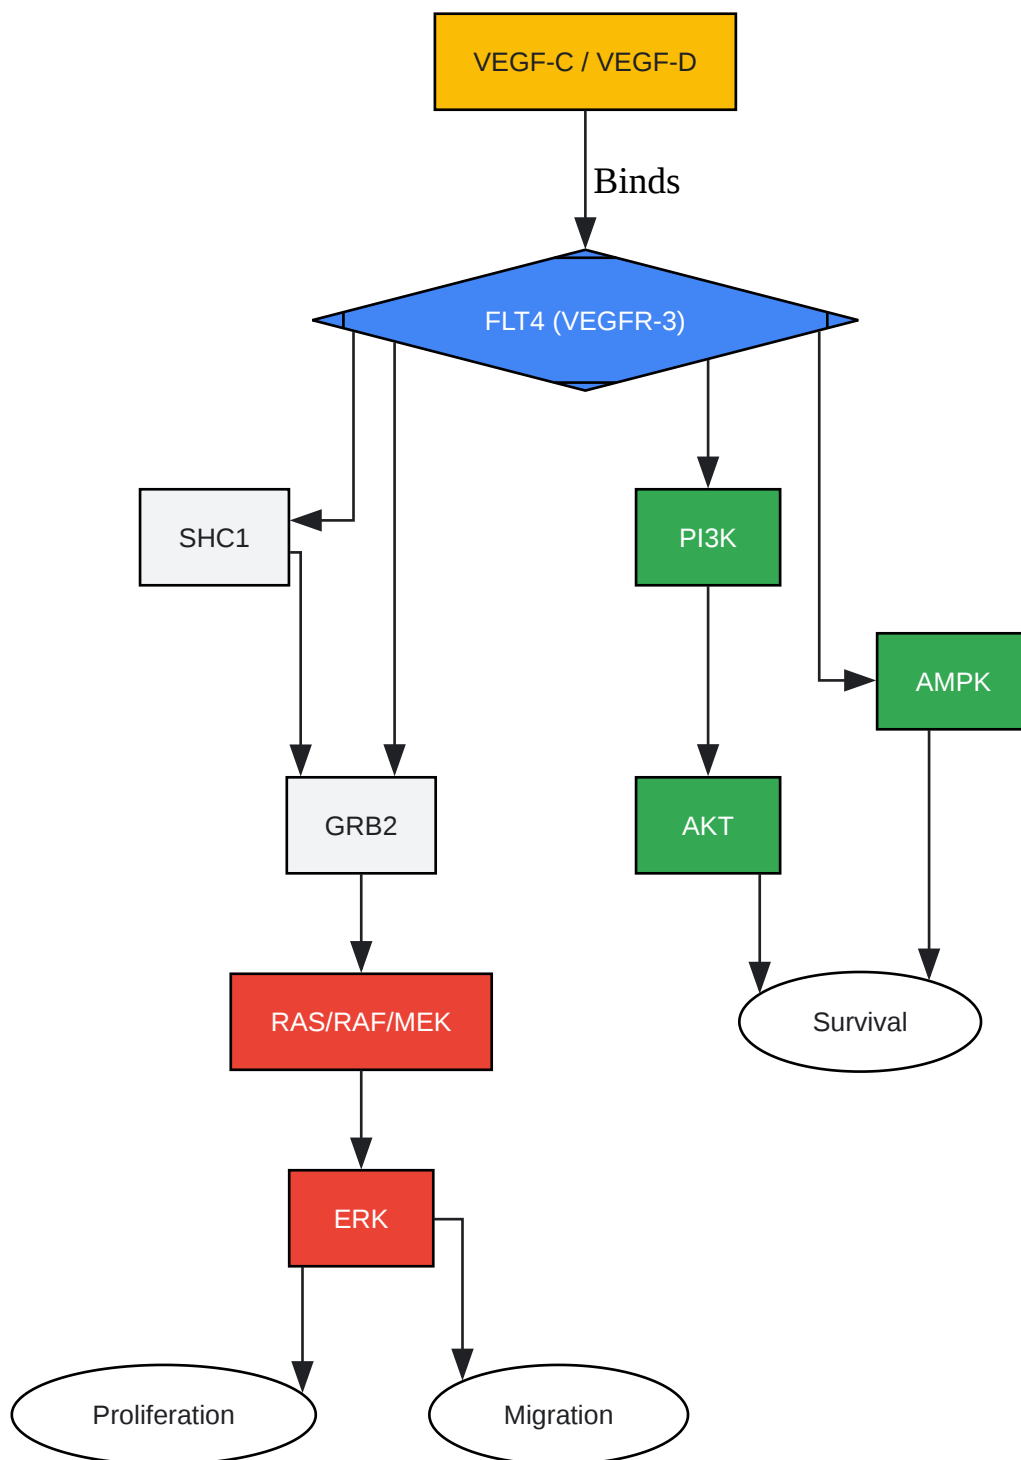 VEGF-C / VEGF-D
Binds
FLT4 (VEGFR-3)
SHC1
PI3K
AMPK
GRB2
AKT
RAS/RAF/MEK
Survival
ERK
Proliferation
Migration